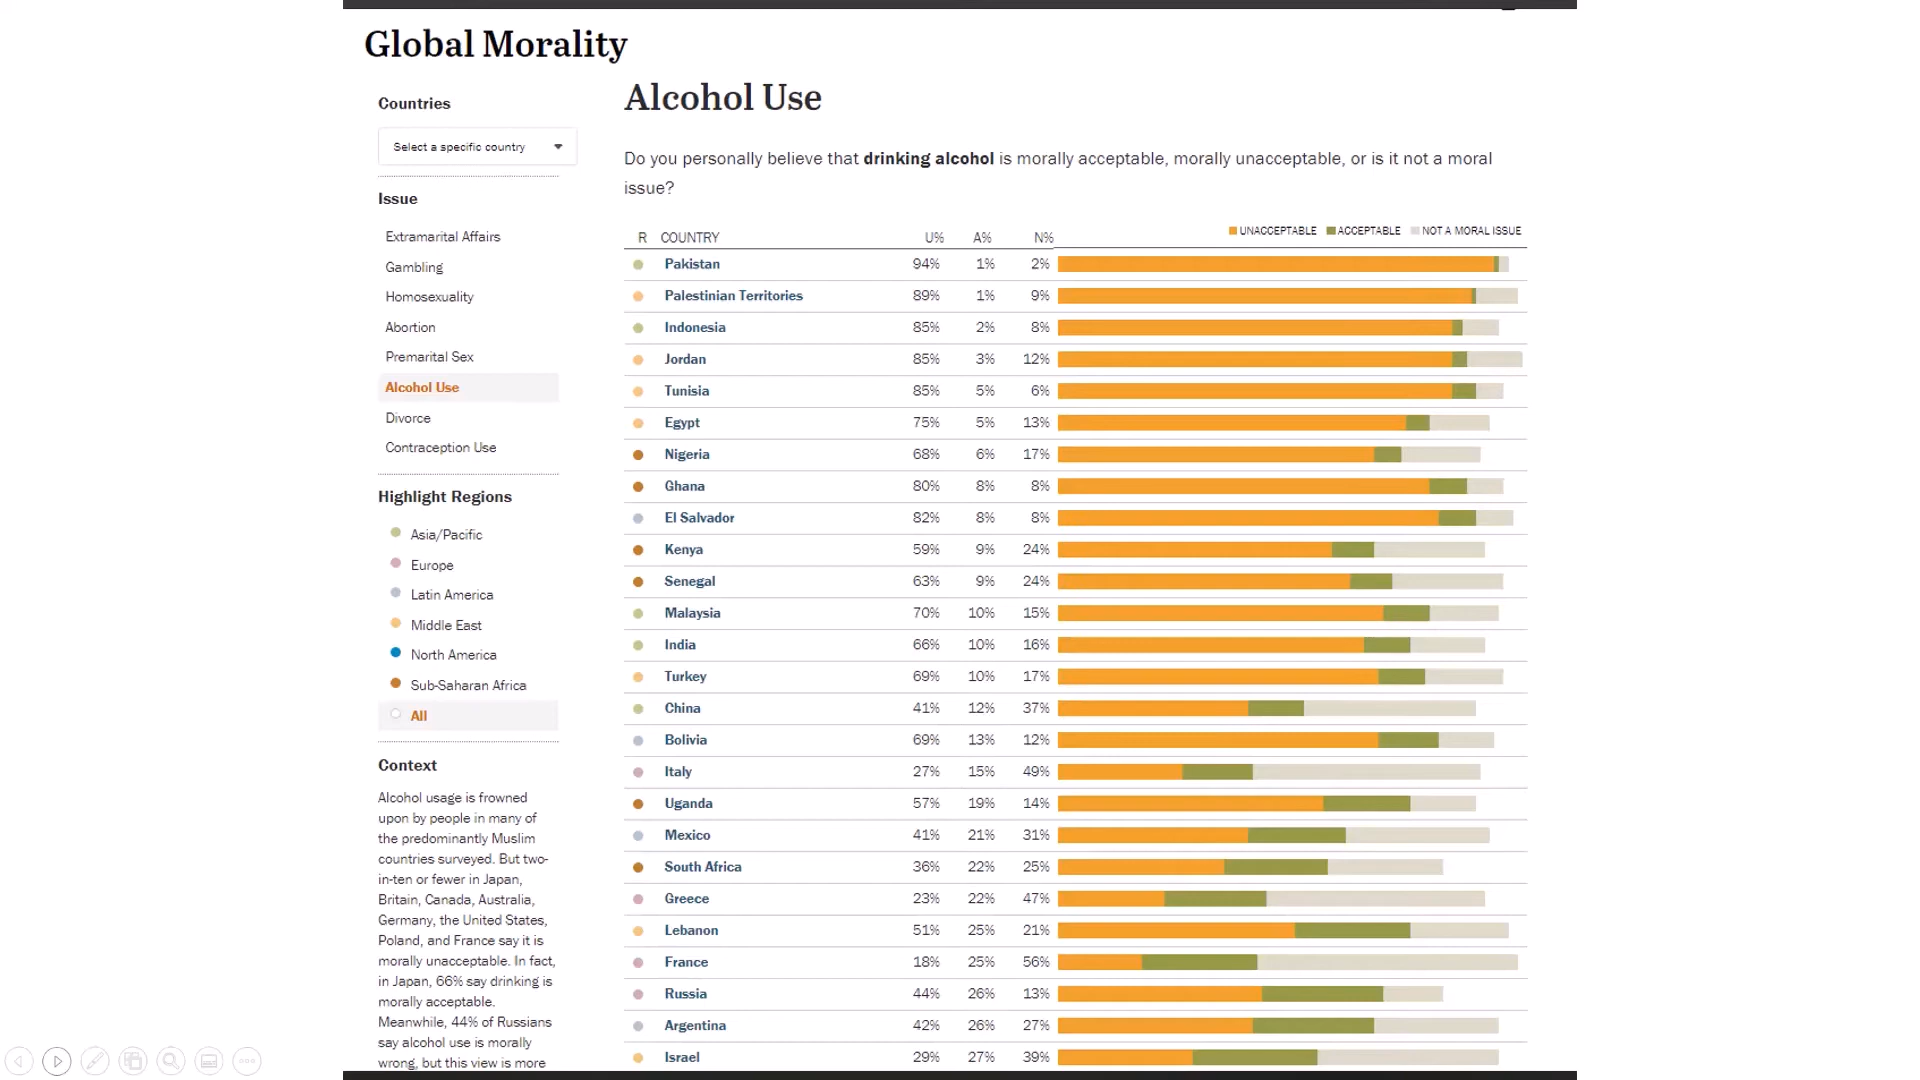 Global Morality
Countries
Select a specific country
Issue
Extramarital Affairs
Gambling
Homosexuality
Abortion
Premarital Sex
Alcohol Use
Divorce
Contraception Use
Highlight Regions
Asia/Pacific
Europe
Latin America
Middle East
North America
Sub-Saharan Africa
All
Context
Alcohol usage is frowned
upon by people in many of
the predominantly Muslim
countries surveyed. But two-
in-ten or fewer in Japan,
Britain, Canada, Australia,
Germany, the United States,
Poland, and France say it is
morally unacceptable. In fact,
in Japan, 66% say drinking is
morally acceptable.
Meanwhile, 44% of Russians
say alcohol use is morally
wrong, but this view is more
Alcohol Use
Do you personally believe that drinking alcohol is morally acceptable, morally unacceptable, or is it not a moral
issue?
R COUNTRY U% A% N% UNACCEPTABLE ACCEPTABLE NOT A MORAL ISSUE
Pakistan 94% 1% 2%
Palestinian Territories 89% 1% 9%
Indonesia 85% 2% 8%
Jordan 85% 3% 12%
Tunisia 85% 5% 6%
Egypt 75% 5% 13%
Nigeria 68% 6% 17%
Ghana 80% 8% 8%
El Salvador 82% 8% 8%
Kenya 59% 9% 24%
Senegal 63% 9% 24%
Malaysia 70% 10% 15%
India 66% 10% 16%
Turkey 69% 10% 17%
China 41% 12% 37%
Bolivia 69% 13% 12%
Italy 27% 15% 49%
Uganda 57% 19% 14%
Mexico 41% 21% 31%
South Africa 36% 22% 25%
Greece 23% 22% 47%
Lebanon 51% 25% 21%
France 18% 25% 56%
Russia 44% 26% 13%
Argentina 42% 26% 27%
Israel 29% 27% 39%